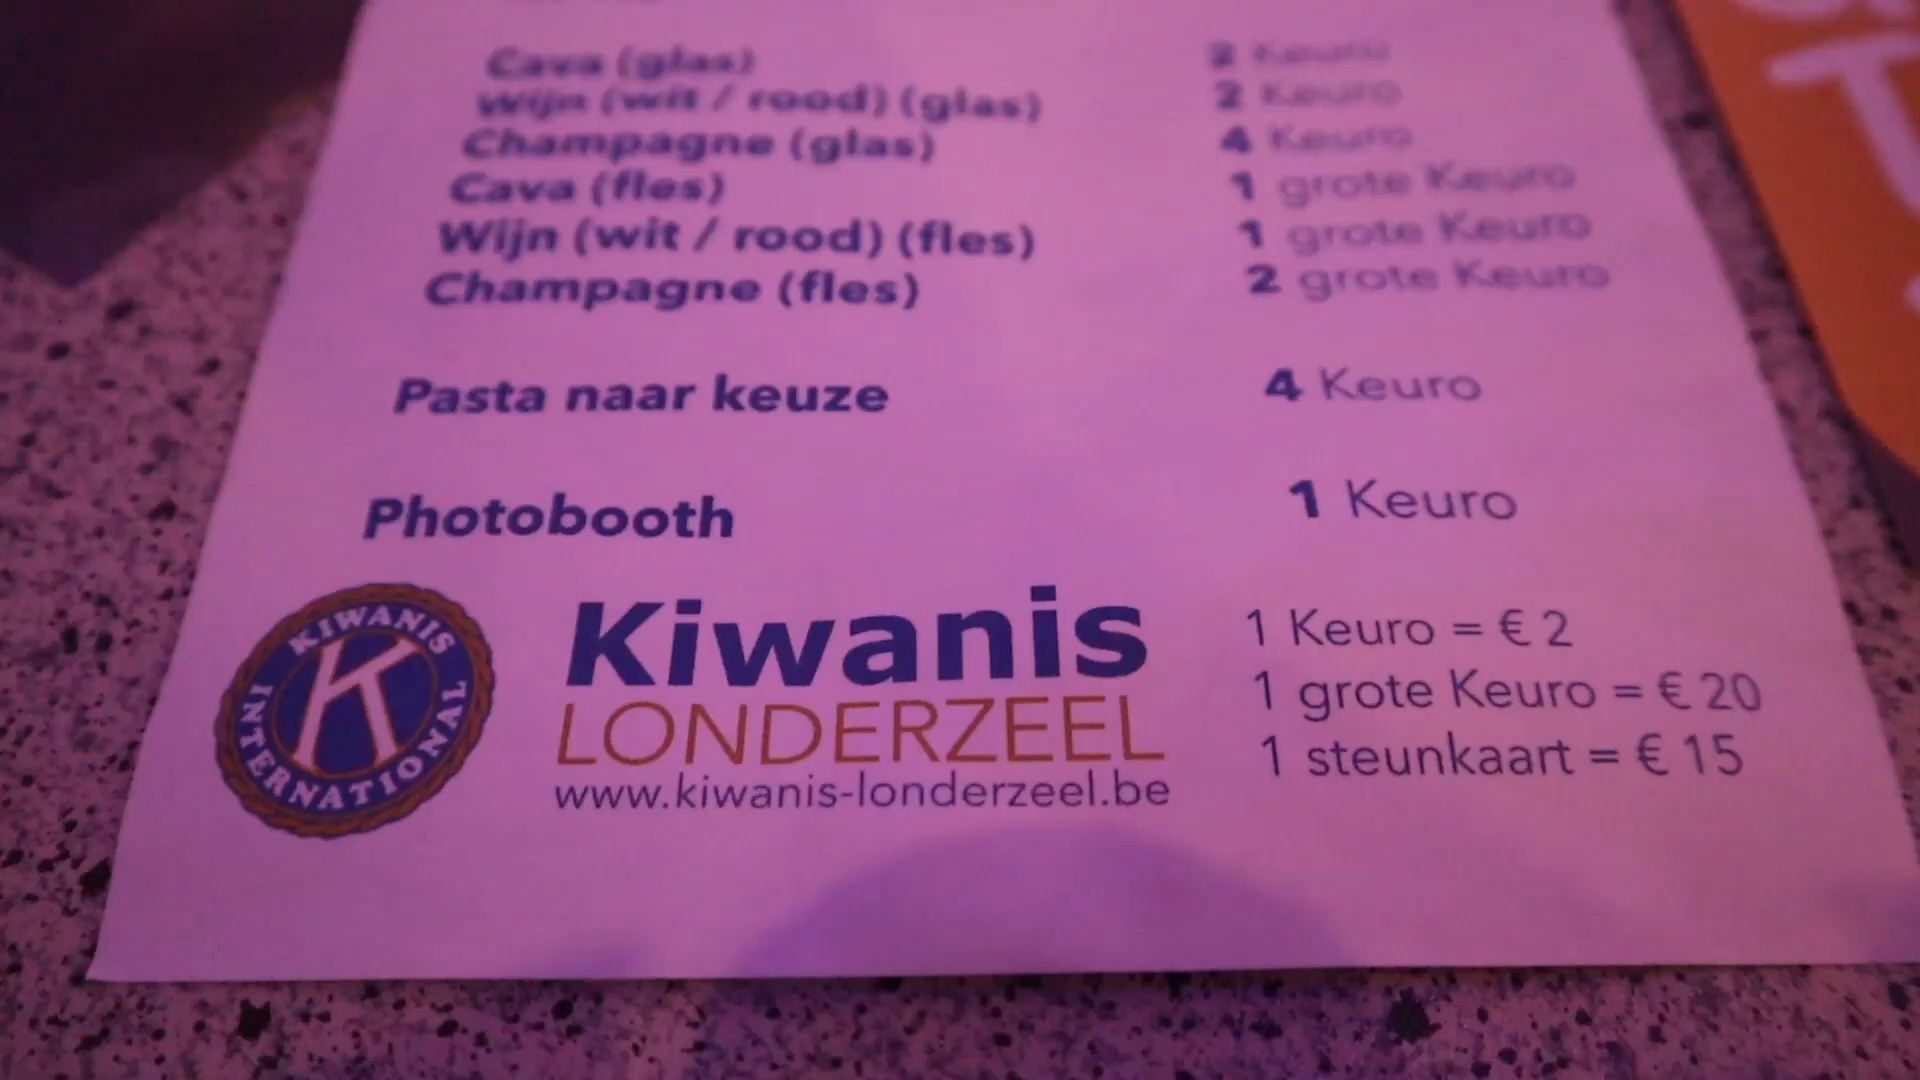 Cava (glas) 2 Keuro
Wijn (wit / rood) (glas) 2 Keuro
Champagne (glas) 4 Keuro
Cava (fles) 1 grote Keuro
Wijn (wit / rood) (fles) 1 grote Keuro
Champagne (fles) 2 grote Keuro
Pasta naar keuze 4 Keuro
Photobooth 1 Keuro
KIWANIS
K
INTERNATIONAL
Kiwanis
LONDERZEEL
www.kiwanis-londerzeel.be
1 Keuro = € 2
1 grote Keuro = € 20
1 steunkaart = € 15